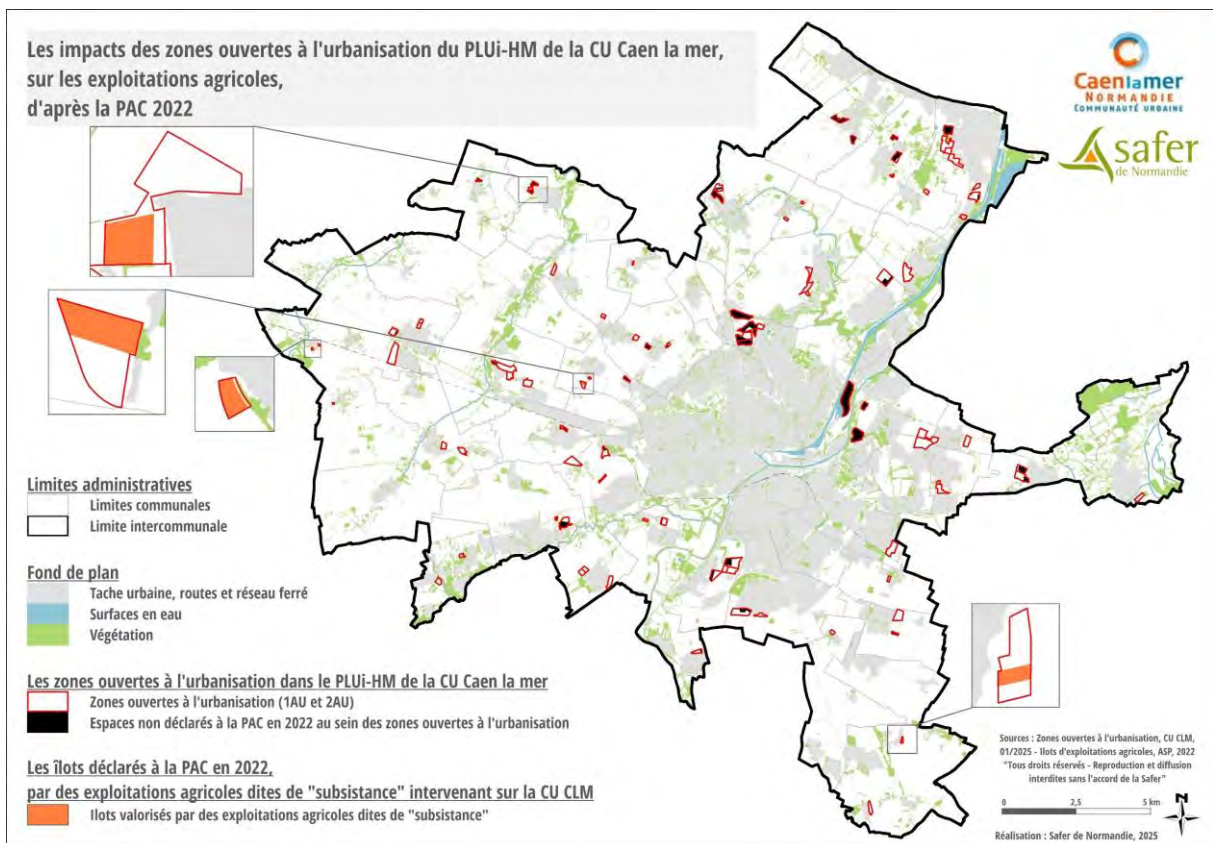 Les impacts des zones ouvertes à l'urbanisation du PLUi-HM de la CU Caen la mer,
sur les exploitations agricoles,
d'après la PAC 2022
Caenlamer
NORMANDIE
COMMUNAUTÉ URBAINE
safer
de Normandie
Limites administratives
Limites communales
Limite intercommunale
Fond de plan
Tache urbaine, routes et réseau ferré
Surfaces en eau
Végétation
Les zones ouvertes à l'urbanisation dans le PLUi-HM de la CU Caen la mer
Zones ouvertes à l'urbanisation (1AU et 2AU)
Espaces non déclarés à la PAC en 2022 au sein des zones ouvertes à l'urbanisation
Les îlots déclarés à la PAC en 2022,
par des exploitations agricoles dites de "subsistance" intervenant sur la CU CLM
Ilots valorisés par des exploitations agricoles dites de "subsistance"
Sources : Zones ouvertes à l'urbanisation, CU CLM,
01/2025 - Ilots d'exploitations agricoles, ASP, 2022
"Tous droits réservés - Reproduction et diffusion
interdites sans l'accord de la Safer"
0 2,5 5 km
N
Réalisation : Safer de Normandie, 2025